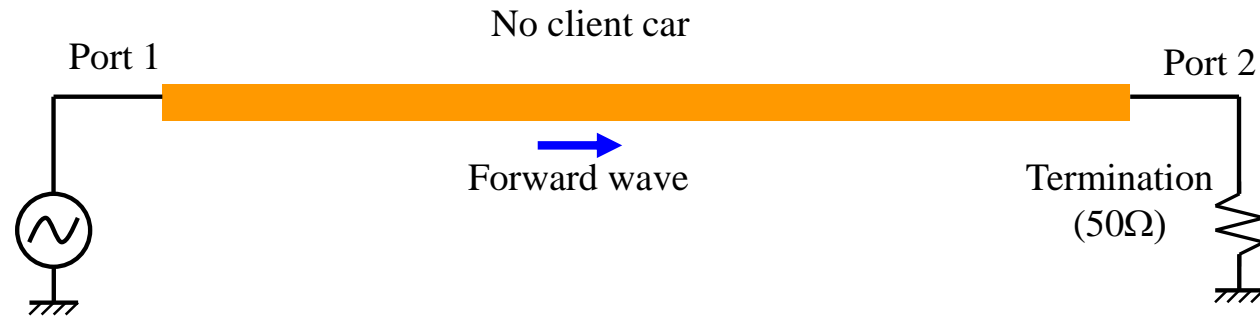 No client car
Port 1
Port 2
Forward wave
Termination
(50Ω)